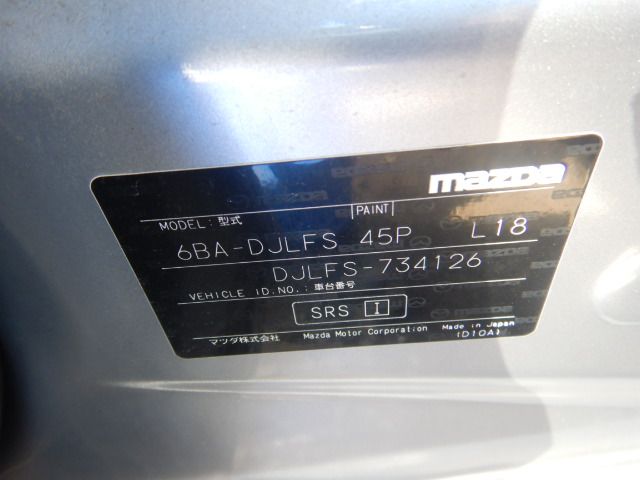 mazda
MODEL: 型式 PAINT
6BA-DJLFS 45P L18
DJLFS-734126
VEHICLE ID.NO.: 車台番号
SRS I
マツダ株式会社 Mazda Motor Corporation Made in Japan
(D10A)